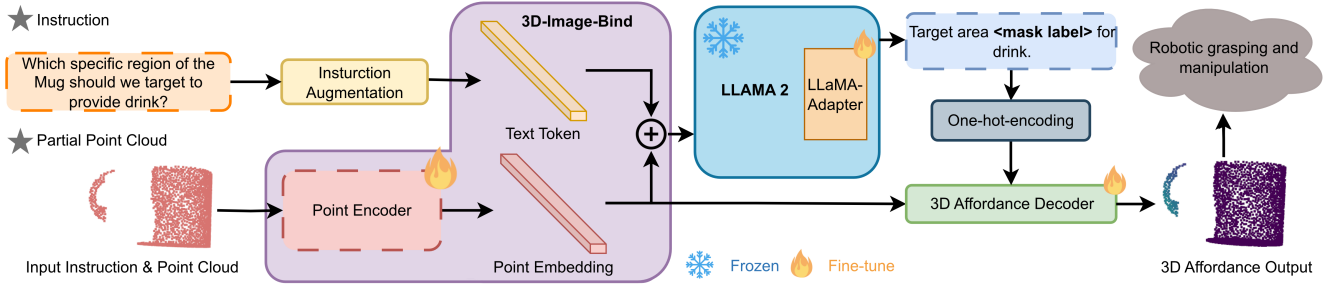 Instruction
Which specific region of the
Mug should we target to
provide drink?
Insturction
Augmentation
Partial Point Cloud
Input Instruction & Point Cloud
3D-Image-Bind
Text Token
Point Encoder
Point Embedding
LLAMA 2
LLaMA-
Adapter
Frozen
Fine-tune
Target area <mask label> for
drink.
One-hot-encoding
3D Affordance Decoder
Robotic grasping and
manipulation
3D Affordance Output